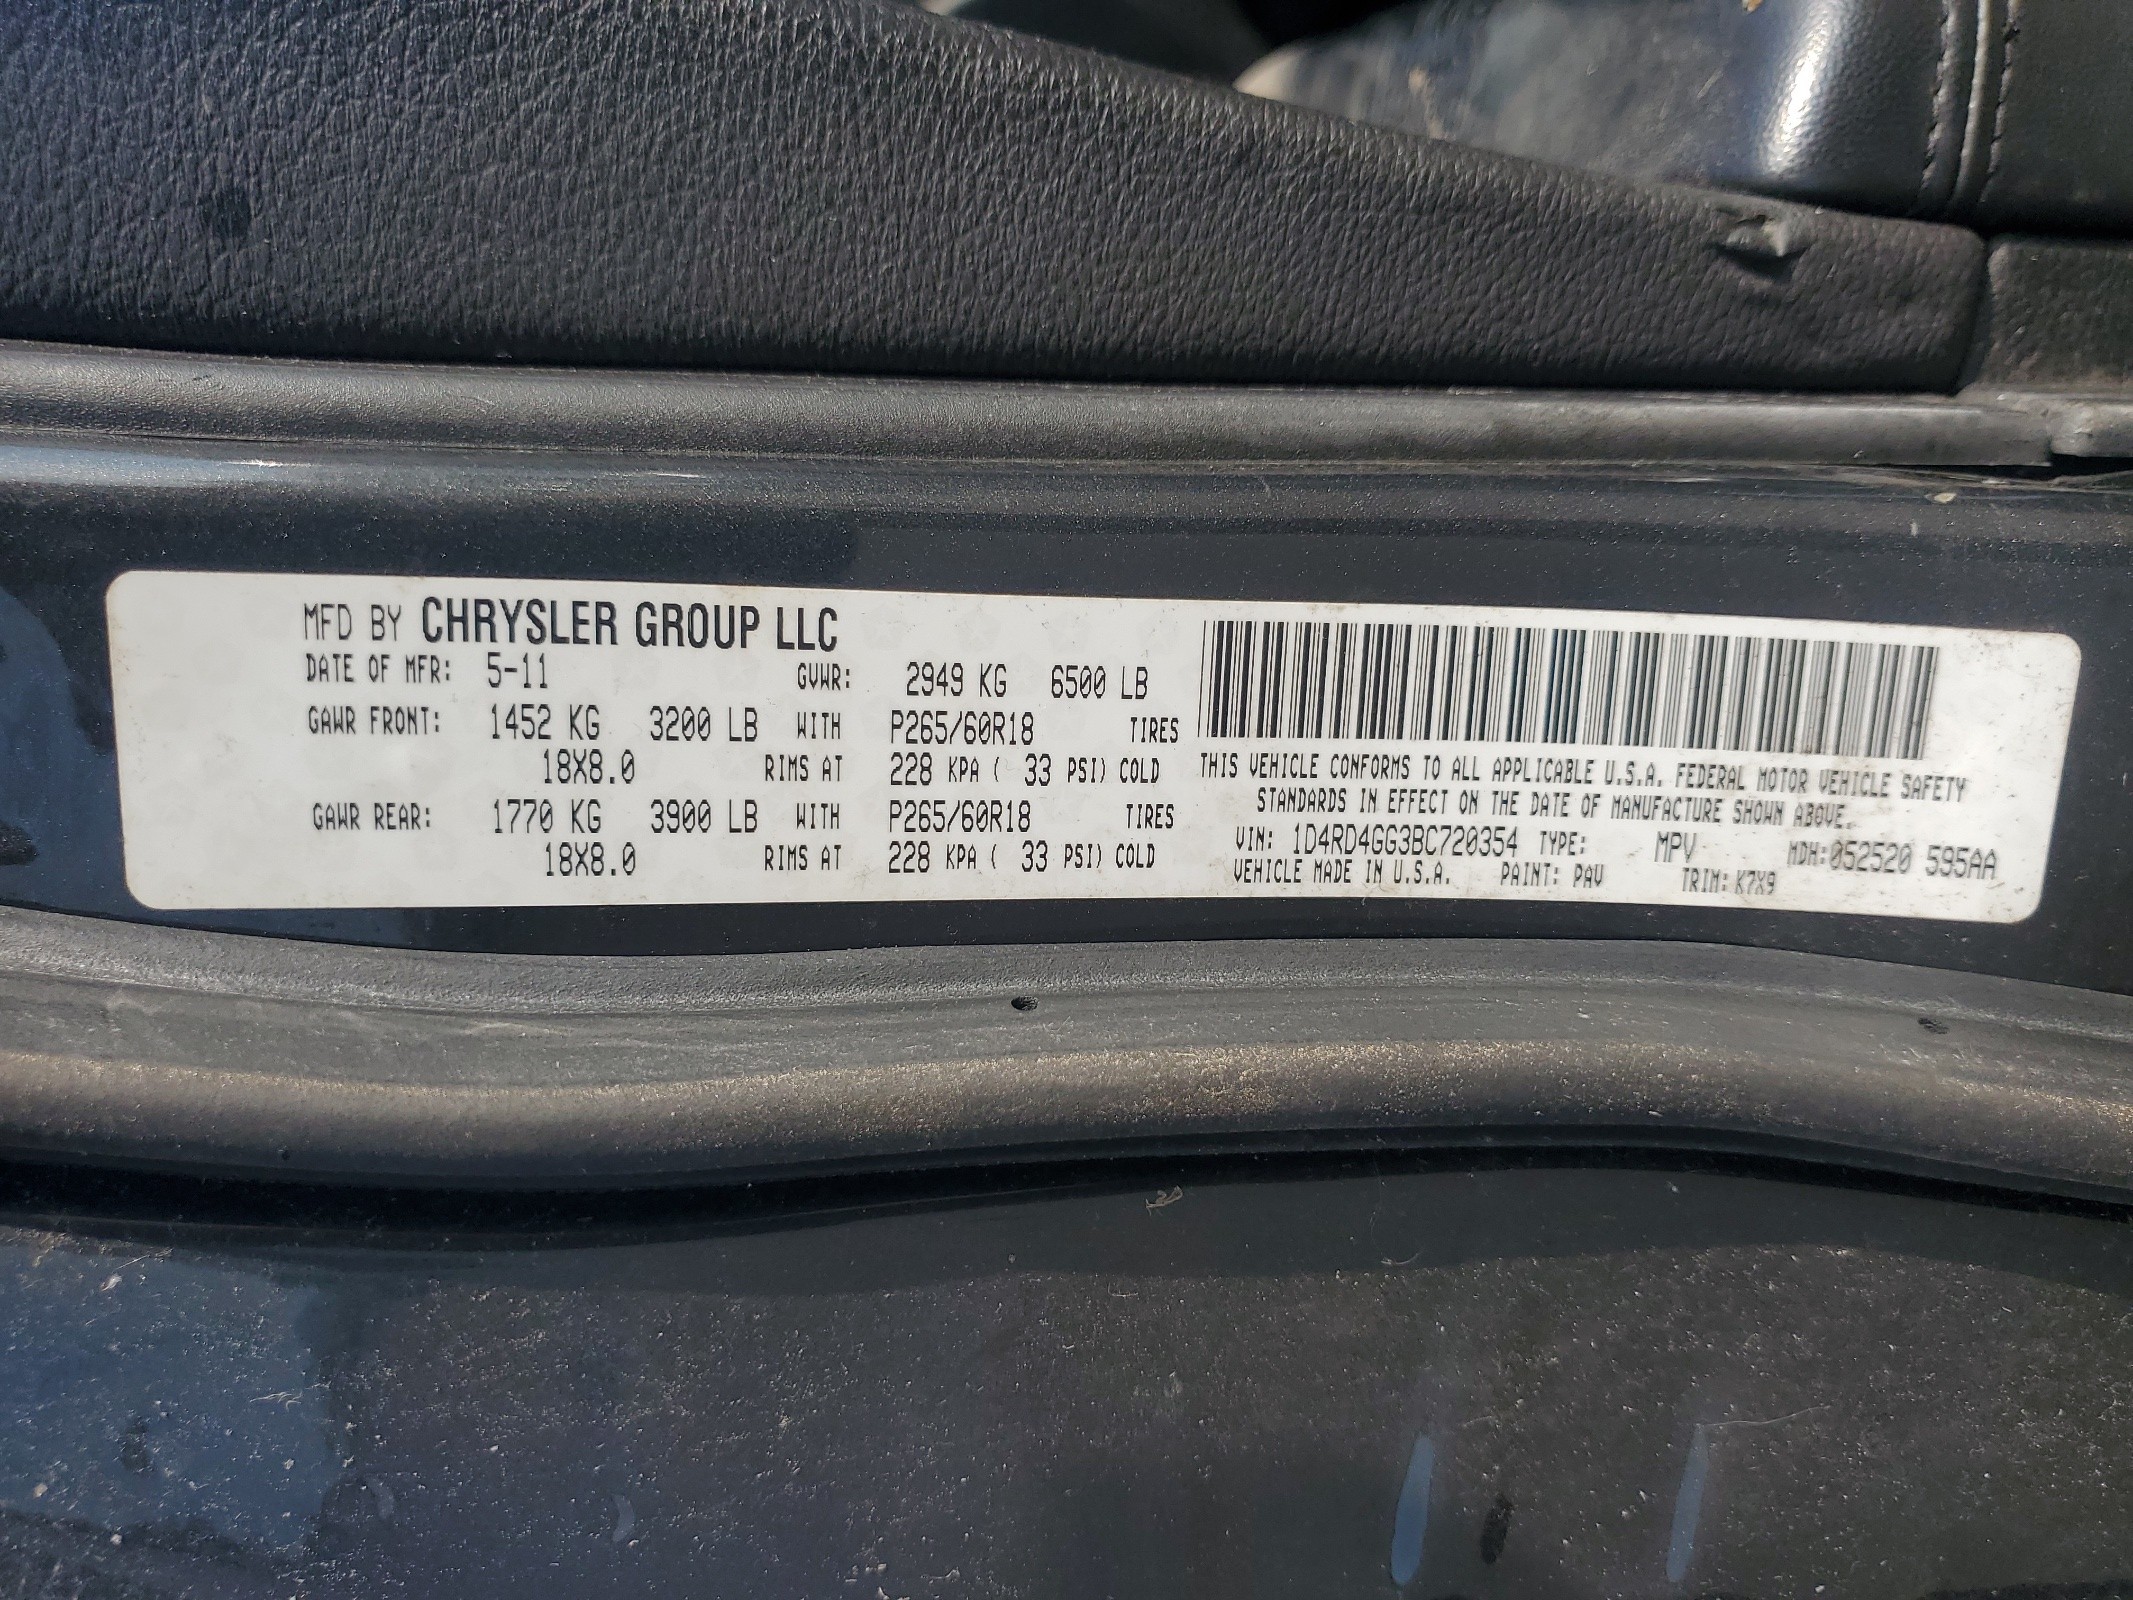 MFD BY CHRYSLER GROUP LLC
DATE OF MFR: 5-11 GVWR: 2949 KG 6500 LB
GAWR FRONT: 1452 KG 3200 LB WITH P265/60R18 TIRES
18X8.0 RIMS AT 228 KPA ( 33 PSI) COLD
GAWR REAR: 1770 KG 3900 LB WITH P265/60R18 TIRES
18X8.0 RIMS AT 228 KPA ( 33 PSI) COLD
THIS VEHICLE CONFORMS TO ALL APPLICABLE U.S.A. FEDERAL MOTOR VEHICLE SAFETY
STANDARDS IN EFFECT ON THE DATE OF MANUFACTURE SHOWN ABOVE.
VIN: 1D4RD4GG3BC720354 TYPE: MPV MDH:052520 595AA
VEHICLE MADE IN U.S.A. PAINT: PAV TRIM: K7X9